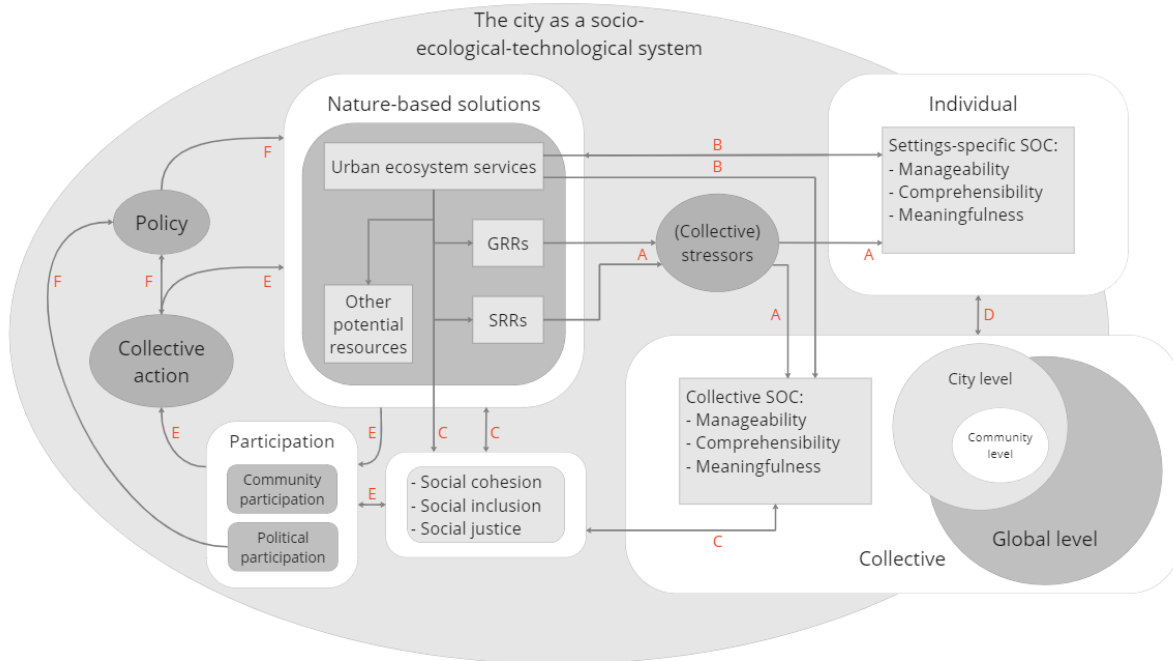 The city as a socio-
ecological-technological system
Nature-based solutions
Individual
Urban ecosystem services
B
B
Settings-specific SOC:
- Manageability
- Comprehensibility
- Meaningfulness
F
Policy
GRRs
(Collective)
stressors
A
A
F
F
E
Other
potential
resources
SRRs
A
D
Collective
action
City level
Community
level
Global level
Collective
Collective SOC:
- Manageability
- Comprehensibility
- Meaningfulness
E
E
C
C
Participation
Community
participation
Political
participation
E
- Social cohesion
- Social inclusion
- Social justice
C